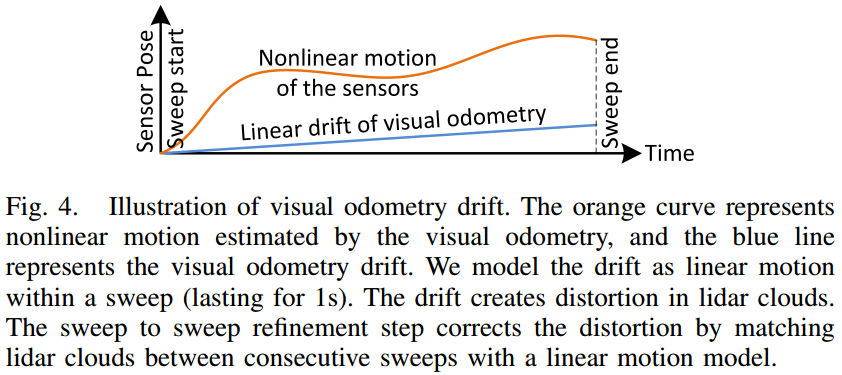 Sensor Pose
Sweep start
Nonlinear motion
of the sensors
Linear drift of visual odometry
Sweep end
Time
Fig. 4. Illustration of visual odometry drift. The orange curve represents
nonlinear motion estimated by the visual odometry, and the blue line
represents the visual odometry drift. We model the drift as linear motion
within a sweep (lasting for 1s). The drift creates distortion in lidar clouds.
The sweep to sweep refinement step corrects the distortion by matching
lidar clouds between consecutive sweeps with a linear motion model.